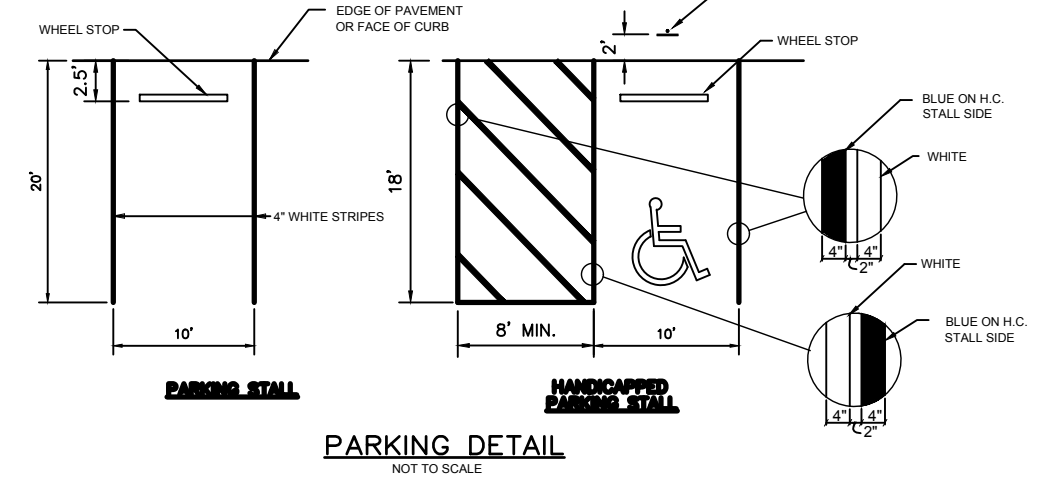 EDGE OF PAVEMENT
OR FACE OF CURB
WHEEL STOP
2.5'
20'
4" WHITE STRIPES
10'
PARKING STALL
2'
WHEEL STOP
18'
8' MIN.
10'
HANDICAPPED
PARKING STALL
BLUE ON H.C.
STALL SIDE
WHITE
4" 4"
2"
WHITE
BLUE ON H.C.
STALL SIDE
4" 4"
2"
PARKING DETAIL
NOT TO SCALE